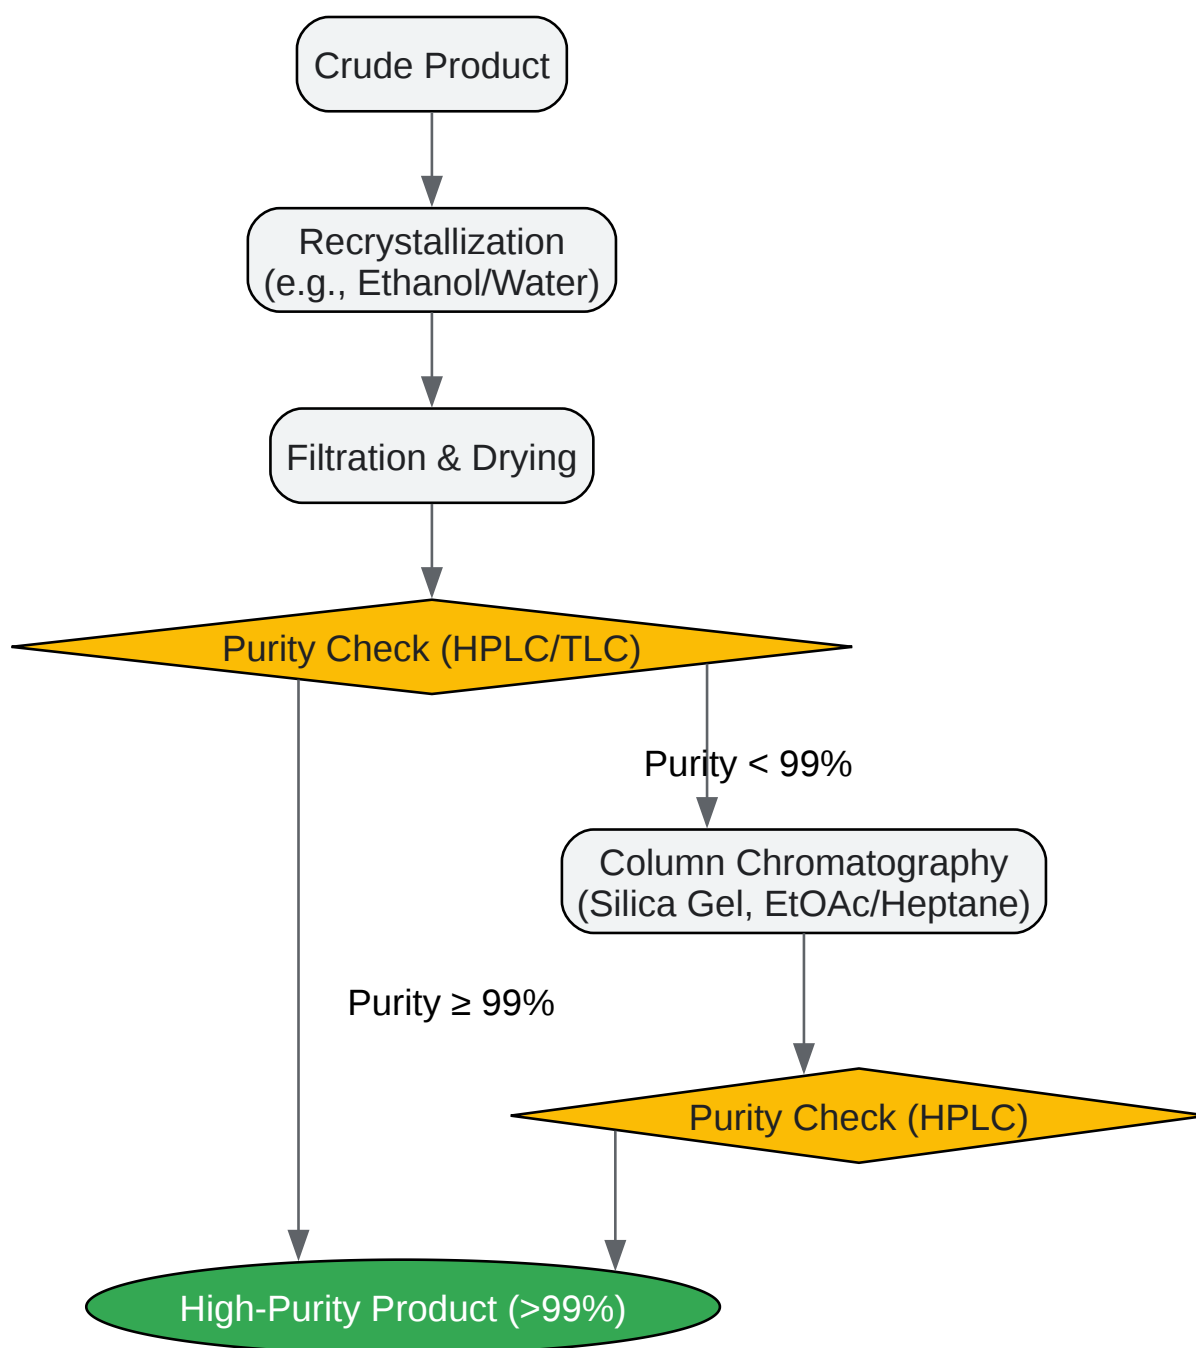 Crude Product
Recrystallization
(e.g., Ethanol/Water)
Filtration & Drying
Purity Check (HPLC/TLC)
Purity < 99%
Column Chromatography
(Silica Gel, EtOAc/Heptane)
Purity ≥ 99%
Purity Check (HPLC)
High-Purity Product (>99%)